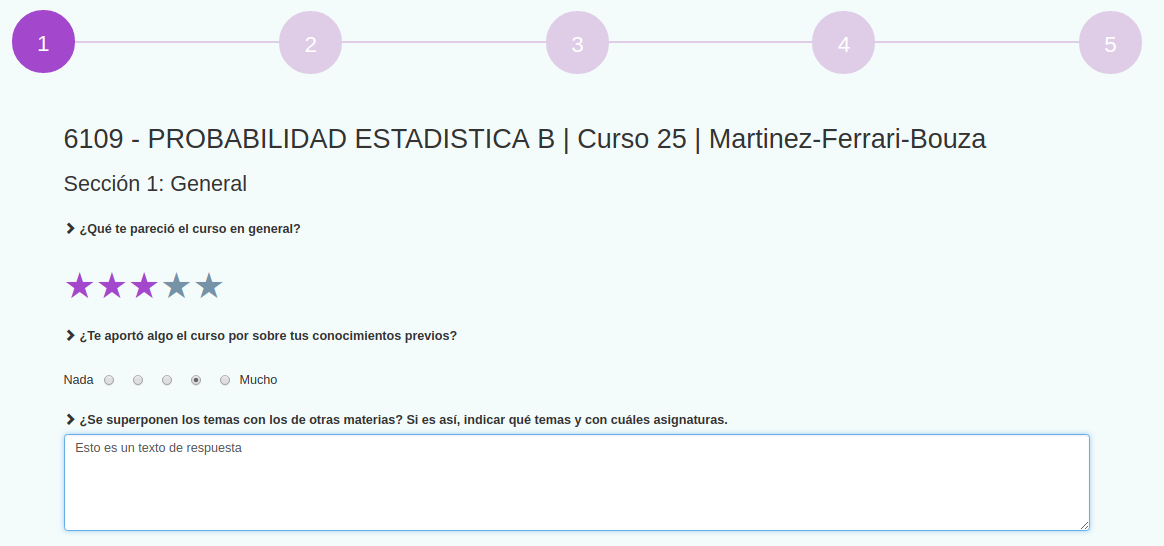 1 2 3 4 5
6109 - PROBABILIDAD ESTADISTICA B | Curso 25 | Martinez-Ferrari-Bouza
Sección 1: General
¿Qué te pareció el curso en general?
¿Te aportó algo el curso por sobre tus conocimientos previos?
Nada Mucho
¿Se superponen los temas con los de otras materias? Si es así, indicar qué temas y con cuáles asignaturas.
Esto es un texto de respuesta